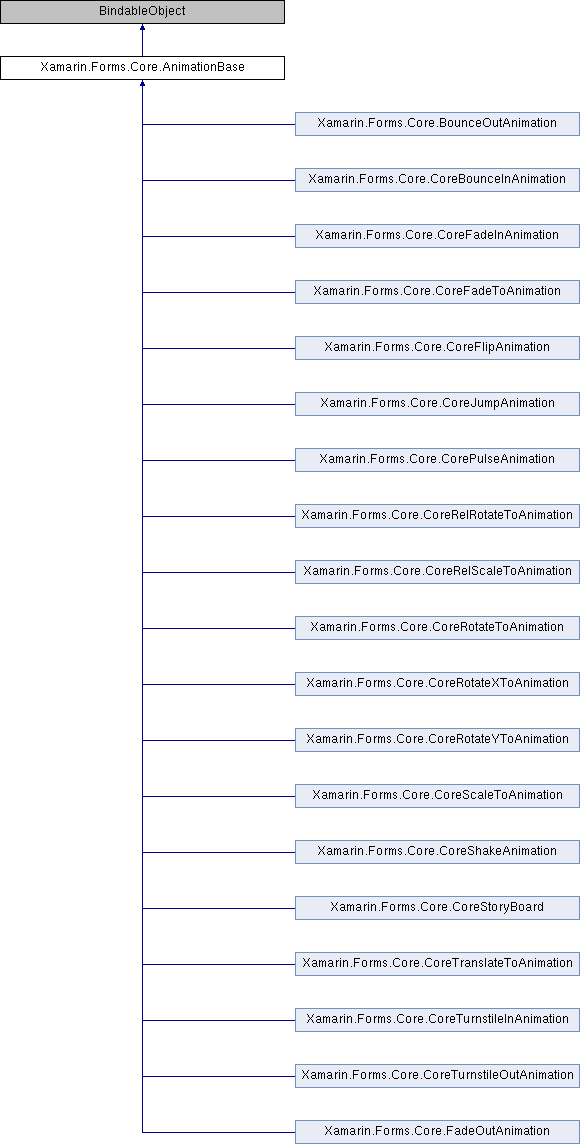 BindableObject
Xamarin.Forms.Core.AnimationBase
Xamarin.Forms.Core.BounceOutAnimation
Xamarin.Forms.Core.CoreBounceInAnimation
Xamarin.Forms.Core.CoreFadeInAnimation
Xamarin.Forms.Core.CoreFadeToAnimation
Xamarin.Forms.Core.CoreFlipAnimation
Xamarin.Forms.Core.CoreJumpAnimation
Xamarin.Forms.Core.CorePulseAnimation
Xamarin.Forms.Core.CoreRelRotateToAnimation
Xamarin.Forms.Core.CoreRelScaleToAnimation
Xamarin.Forms.Core.CoreRotateToAnimation
Xamarin.Forms.Core.CoreRotateXToAnimation
Xamarin.Forms.Core.CoreRotateYToAnimation
Xamarin.Forms.Core.CoreScaleToAnimation
Xamarin.Forms.Core.CoreShakeAnimation
Xamarin.Forms.Core.CoreStoryBoard
Xamarin.Forms.Core.CoreTranslateToAnimation
Xamarin.Forms.Core.CoreTurnstileInAnimation
Xamarin.Forms.Core.CoreTurnstileOutAnimation
Xamarin.Forms.Core.FadeOutAnimation